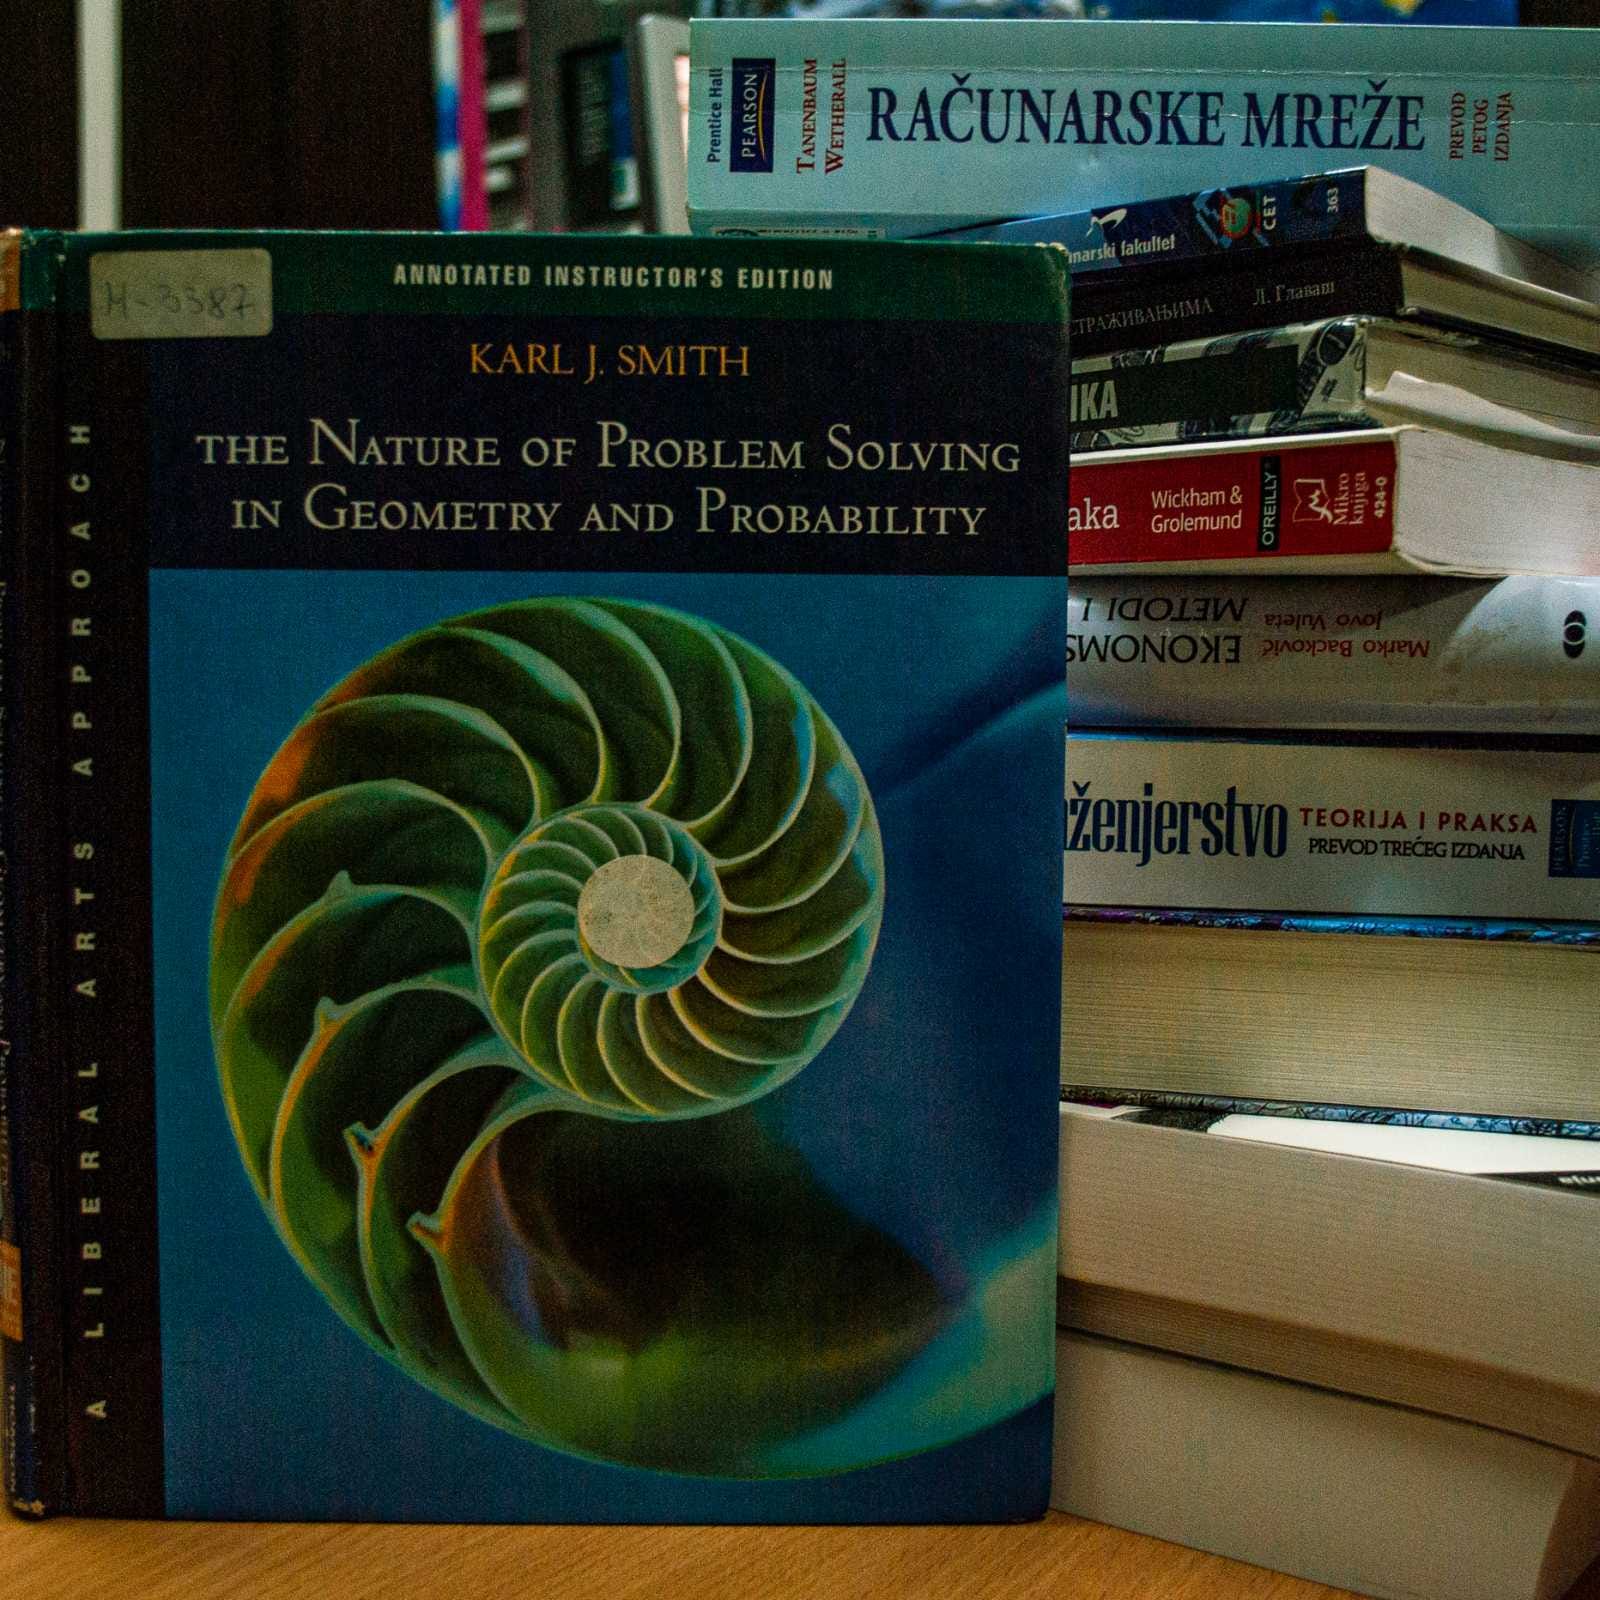 ANNOTATED INSTRUCTOR'S EDITION
H-3387
KARL J. SMITH
THE NATURE OF PROBLEM SOLVING
IN GEOMETRY AND PROBABILITY
A LIBERAL ARTS APPROACH
Prentice Hall
PEARSON
TANENBAUM
WETHERALL
RAČUNARSKE MREŽE
PREVOD
PETOG
IZDANJA
narski fakultet
CET
363
СТРАЖИВАЊИМА
Л. Главаш
IKA
aka
Wickham &
Grolemund
O'REILLY
Mikro
knjiga
424-0
EKONOMS
METODI I
Marko Backović
Jovo Vuleta
ženjerstvo
TEORIJA I PRAKSA
PREVOD TREĆEG IZDANJA
PEARSON